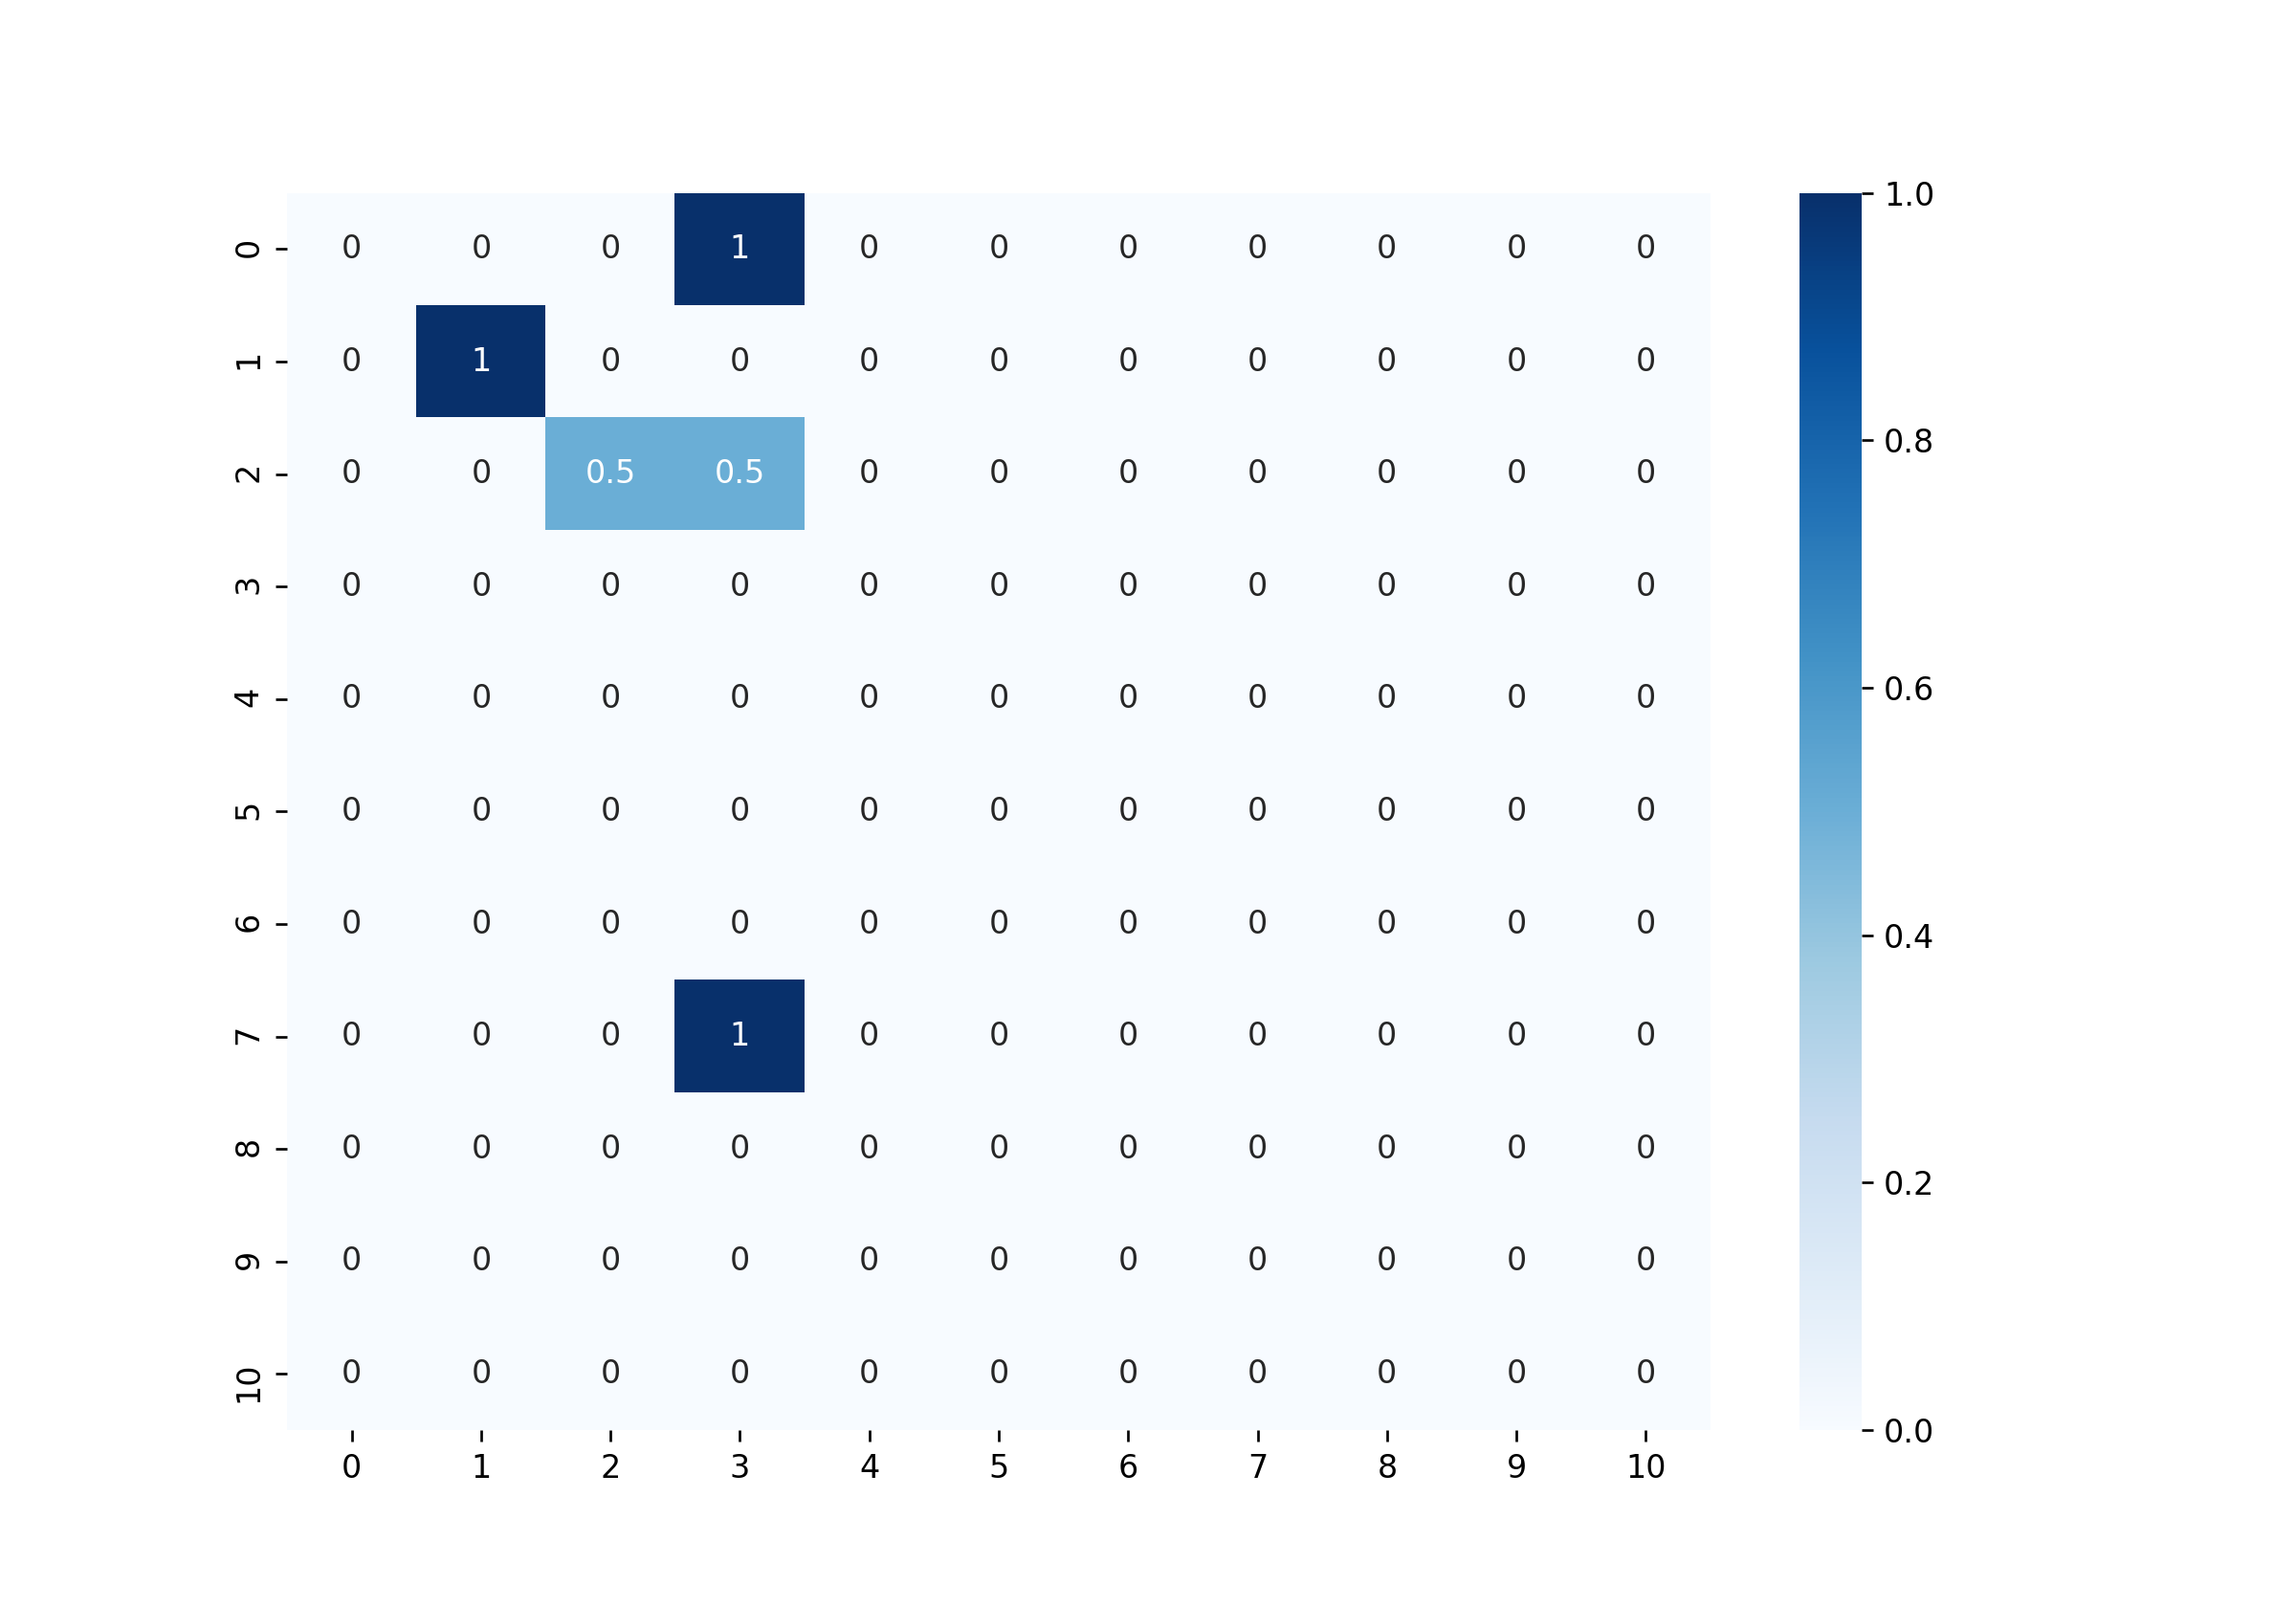 0 0 0 0 1 0 0 0 0 0 0 0
1 0 1 0 0 0 0 0 0 0 0 0
2 0 0 0.5 0.5 0 0 0 0 0 0 0
3 0 0 0 0 0 0 0 0 0 0 0
4 0 0 0 0 0 0 0 0 0 0 0
5 0 0 0 0 0 0 0 0 0 0 0
6 0 0 0 0 0 0 0 0 0 0 0
7 0 0 0 1 0 0 0 0 0 0 0
8 0 0 0 0 0 0 0 0 0 0 0
9 0 0 0 0 0 0 0 0 0 0 0
10 0 0 0 0 0 0 0 0 0 0 0
0 1 2 3 4 5 6 7 8 9 10
1.0
0.8
0.6
0.4
0.2
0.0